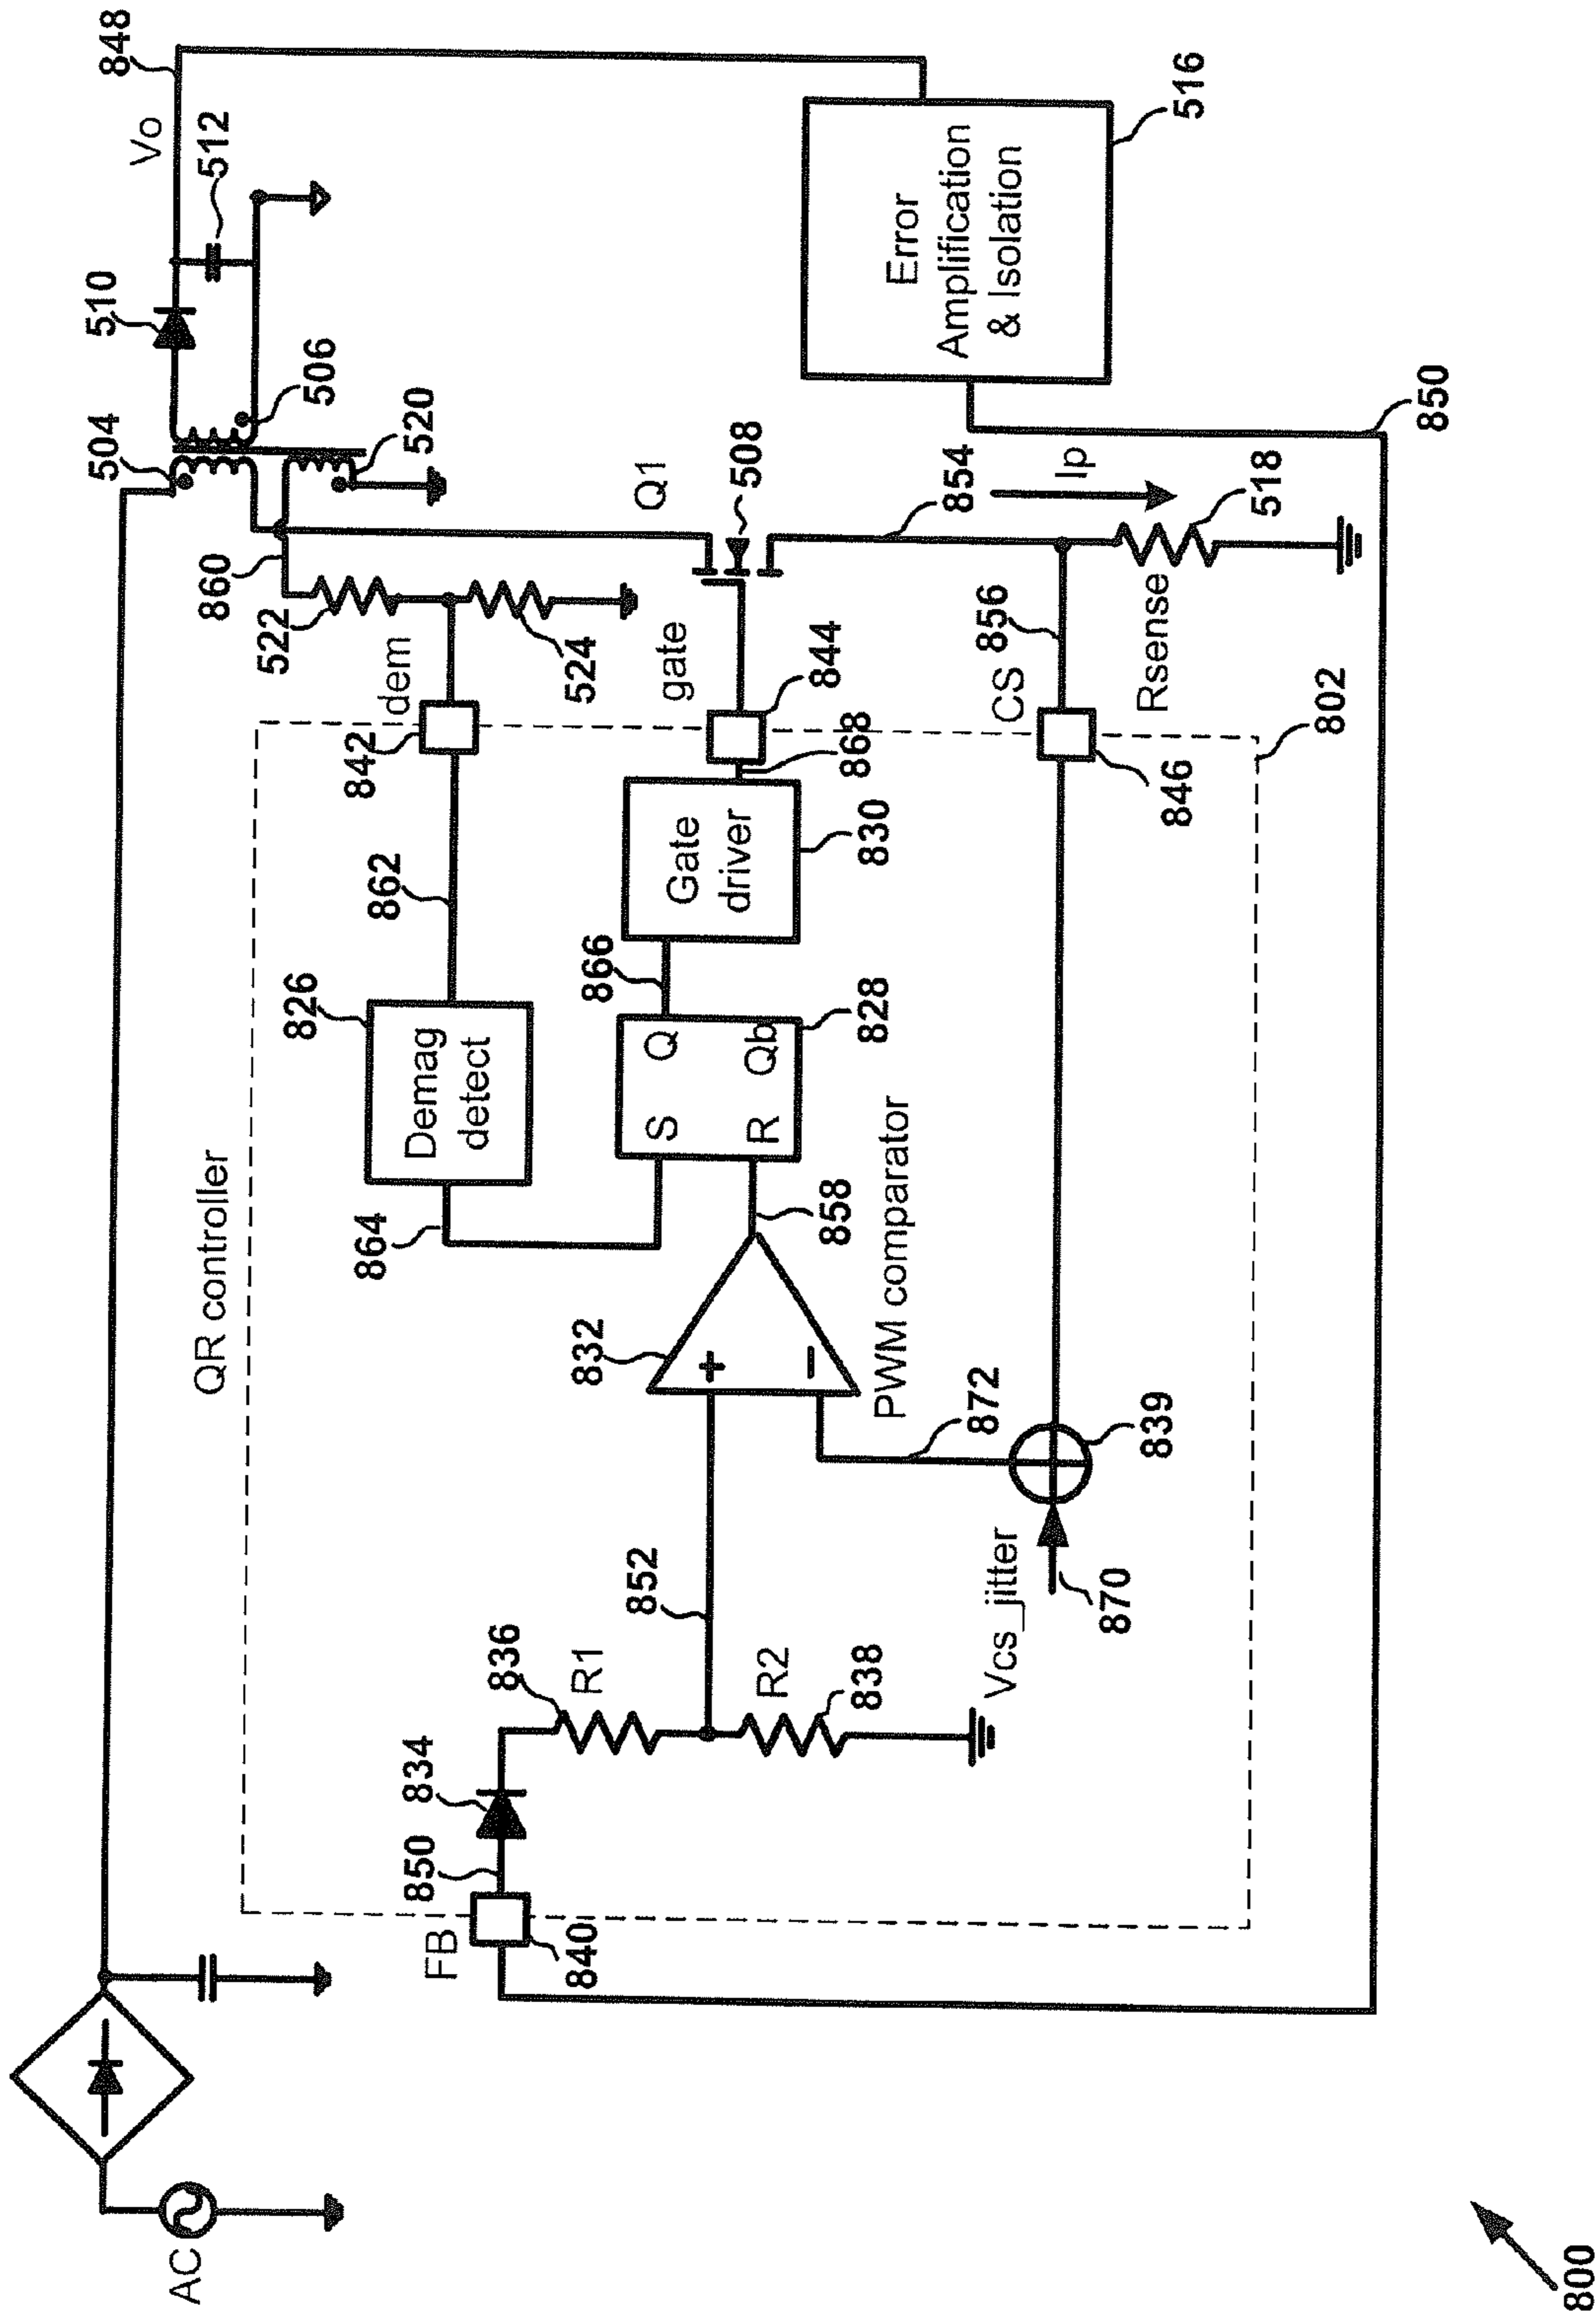 848
Vo
512
510
506
504
520
860
522
524
dem
842
Q1
508
gate
844
868
854
Ip
518
856
CS
Rsense
846
802
Error
Amplification
& Isolation
516
850
QR controller
826
Demag
detect
862
864
866
S
Q
R
Qb
828
Gate
driver
830
858
832
+
−
PWM comparator
872
839
Vcs_jitter
870
852
836
R1
R2
838
834
850
FB
840
AC
800